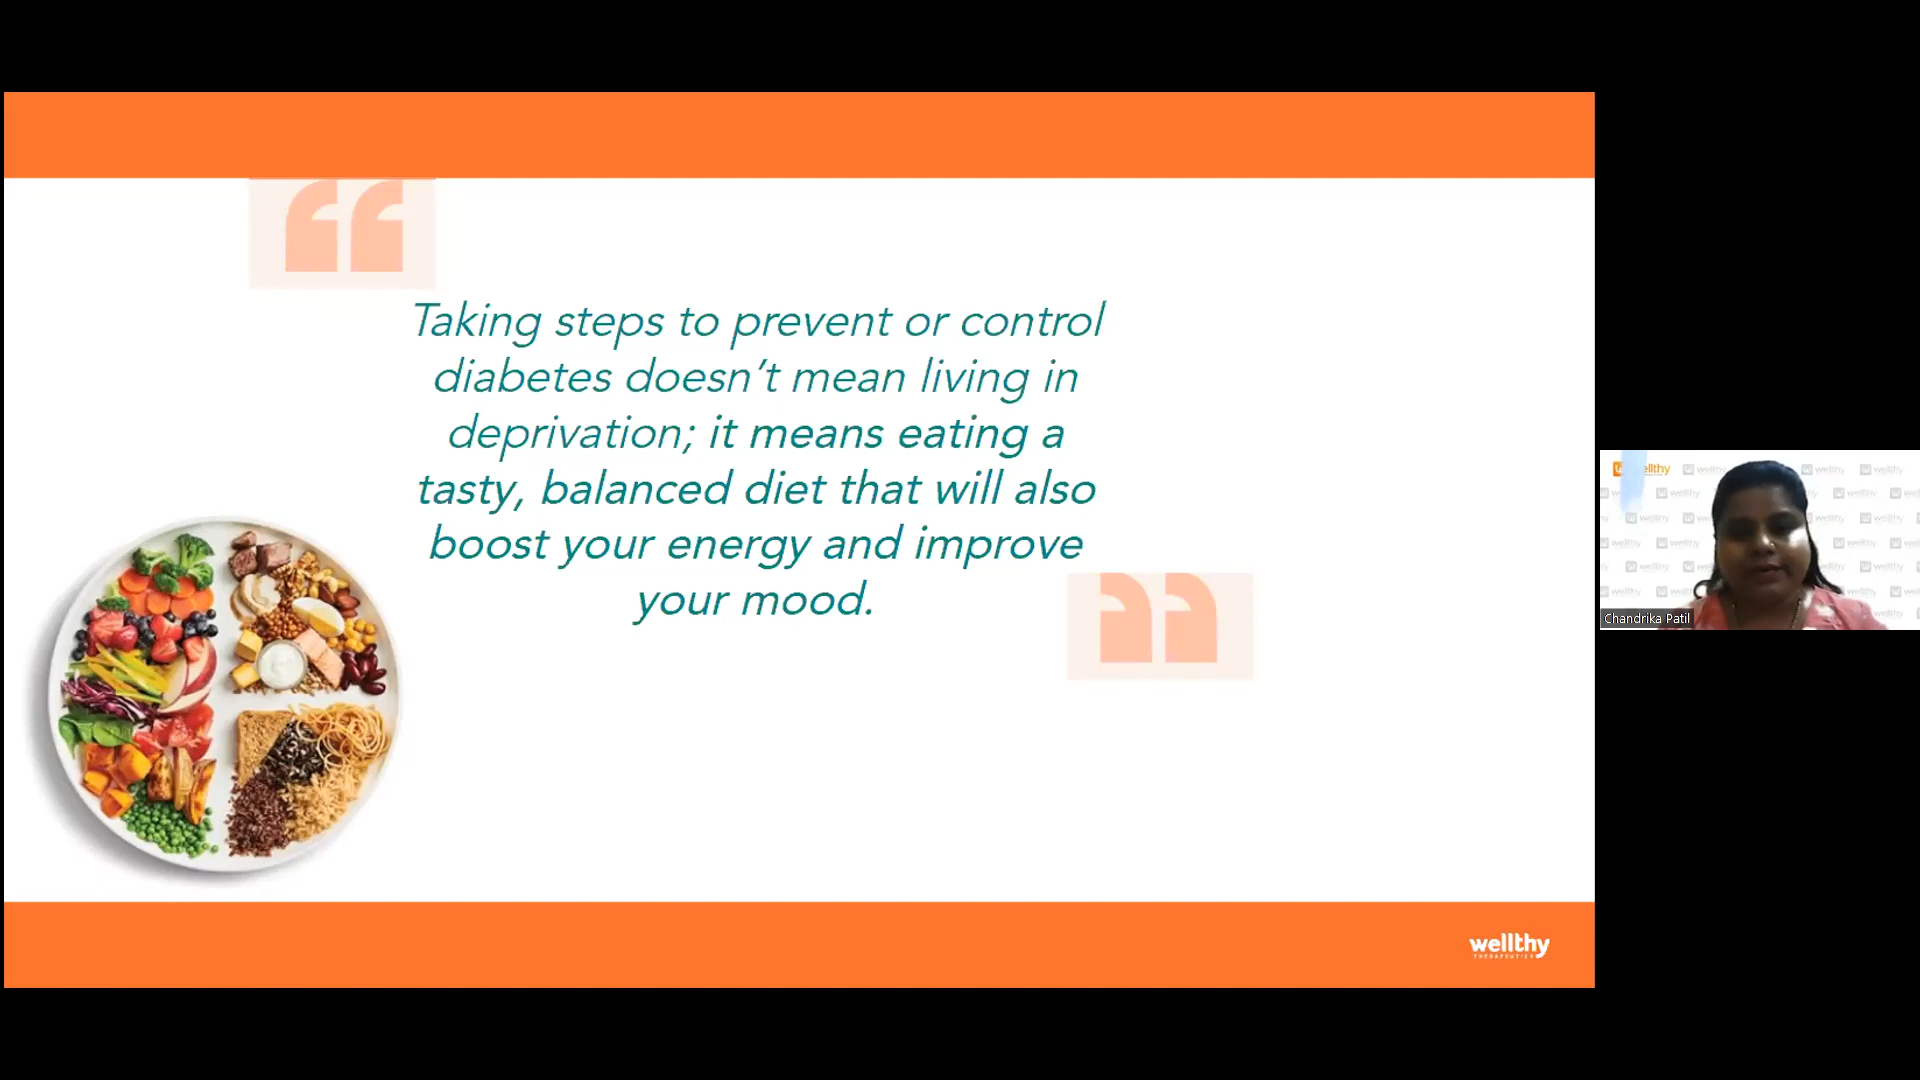 Taking steps to prevent or control
diabetes doesn’t mean living in
deprivation; it means eating a
tasty, balanced diet that will also
boost your energy and improve
your mood.
wellthy
THERAPEUTICS
Chandrika Patil